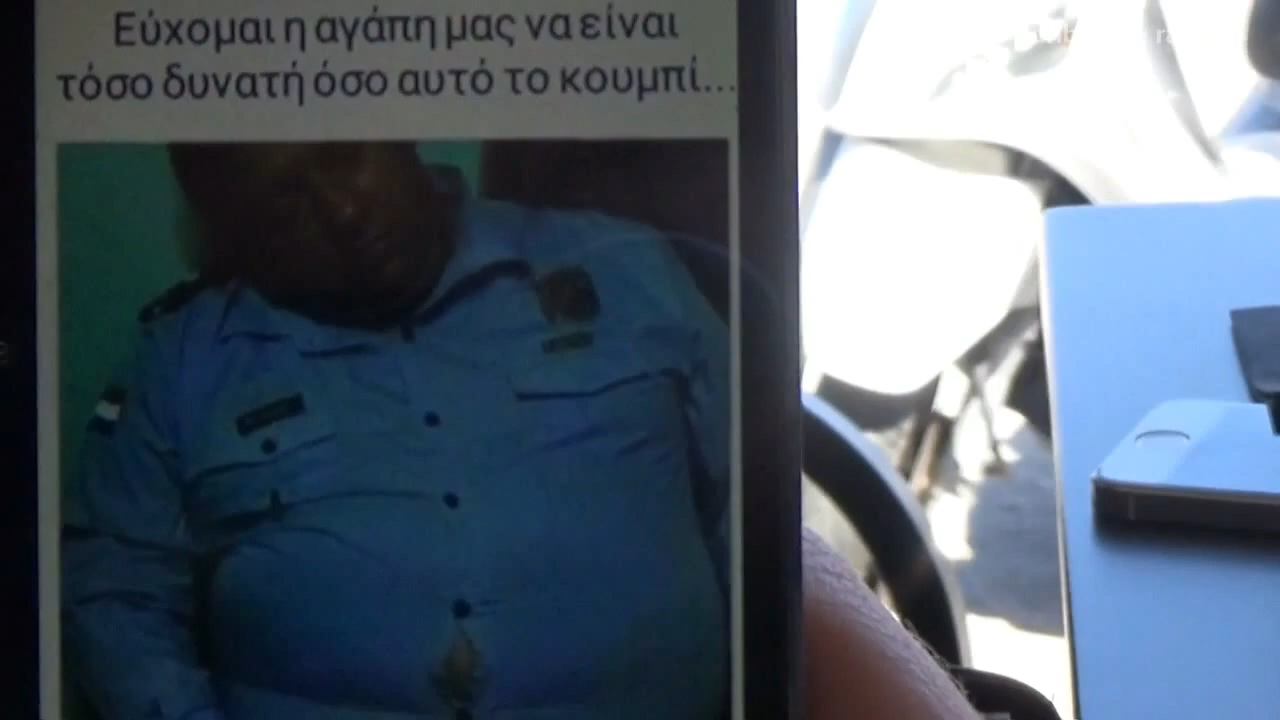 Εύχομαι η αγάπη μας να είναι
τόσο δυνατή όσο αυτό το κουμπί...